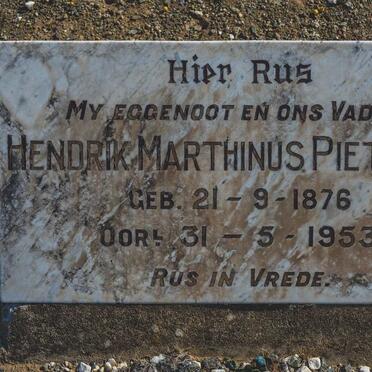 Hier Rus
MY EGGENOOT EN ONS VAD
HENDRIK MARTHINUS PIET
GEB. 21 - 9 - 1876
OORL 31 - 5 - 1953
RUS IN VREDE.